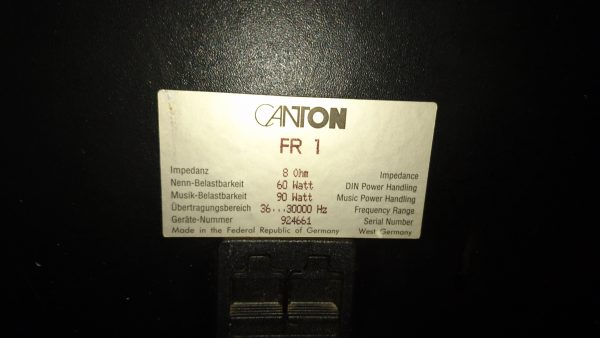 CANTON
FR 1
Impedanz 8 Ohm Impedance
Nenn-Belastbarkeit 60 Watt DIN Power Handling
Musik-Belastbarkeit 90 Watt Music Power Handling
Übertragungsbereich 36...30000 Hz Frequency Range
Geräte-Nummer 924661 Serial Number
Made in the Federal Republic of Germany West Germany